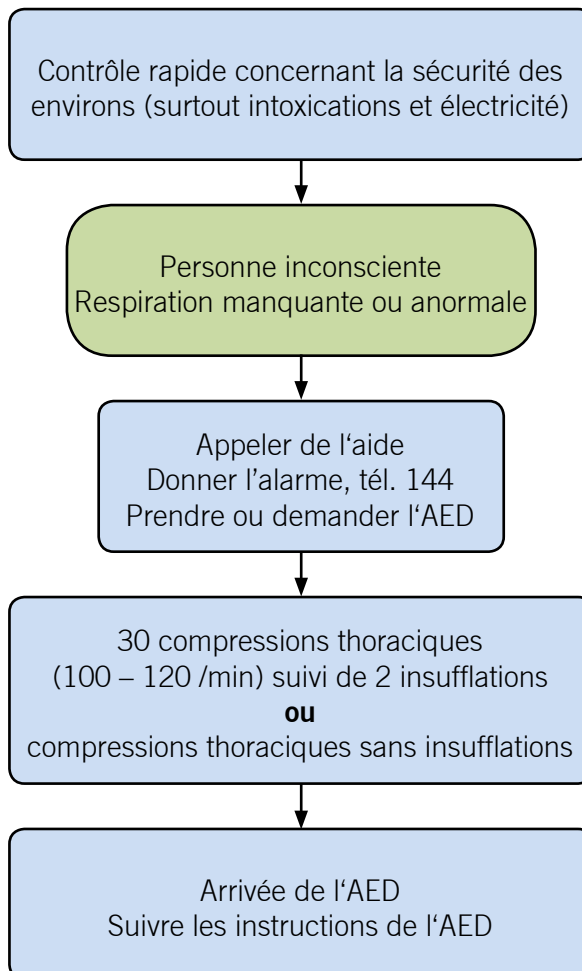 Contrôle rapide concernant la sécurité des
environs (surtout intoxications et électricité)
Personne inconsciente
Respiration manquante ou anormale
Appeler de l‘aide
Donner l’alarme, tél. 144
Prendre ou demander l‘AED
30 compressions thoraciques
(100 – 120 /min) suivi de 2 insufflations
ou
compressions thoraciques sans insufflations
Arrivée de l‘AED
Suivre les instructions de l‘AED